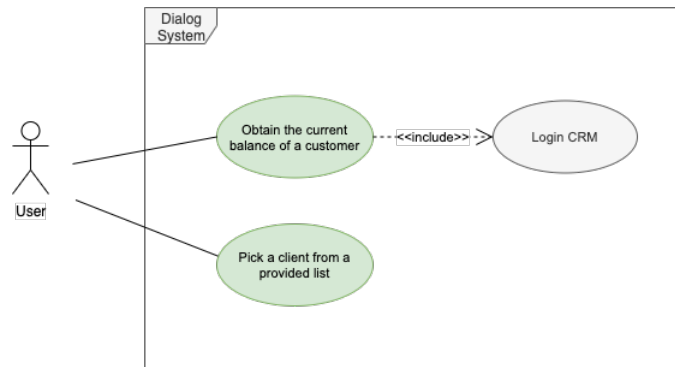 Dialog
System
Obtain the current
balance of a customer
<<include>>
Login CRM
User
Pick a client from a
provided list